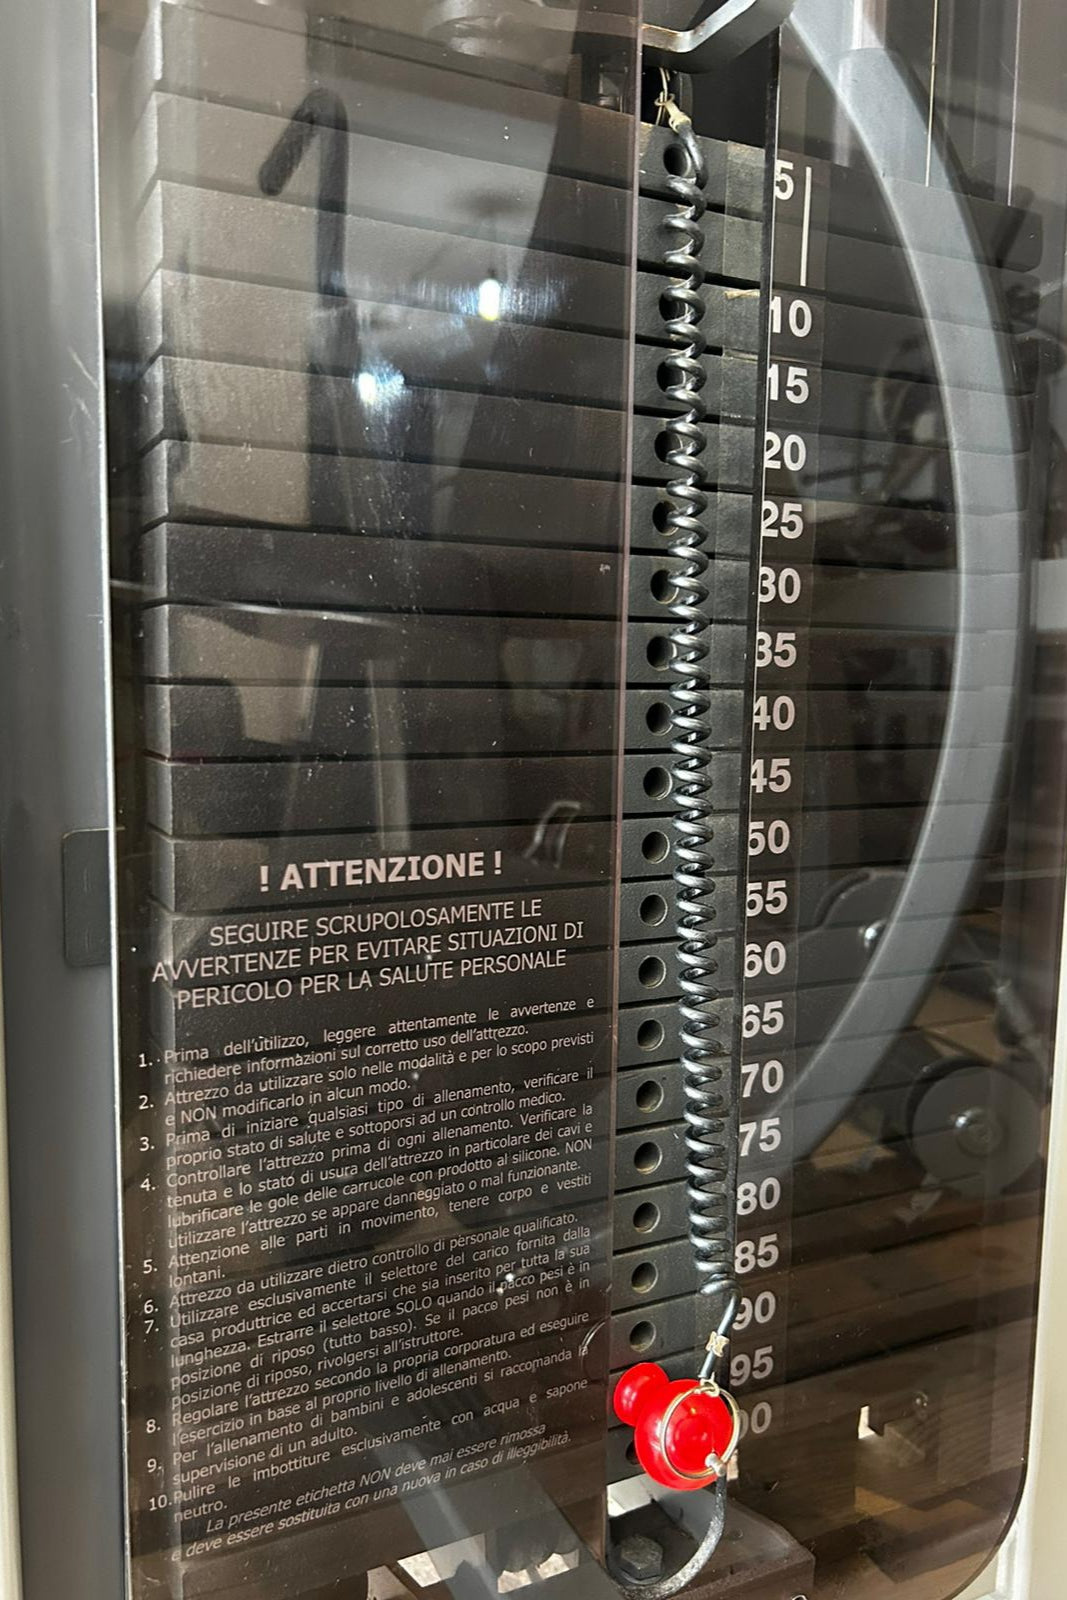 ! ATTENZIONE !
SEGUIRE SCRUPOLOSAMENTE LE
AVVERTENZE PER EVITARE SITUAZIONI DI
PERICOLO PER LA SALUTE PERSONALE
1. Prima dell'utilizzo, leggere attentamente le avvertenze e
richiedere informazioni sul corretto uso dell'attrezzo.
2. Attrezzo da utilizzare solo nelle modalità e per lo scopo previsti
e NON modificarlo in alcun modo.
3. Prima di iniziare qualsiasi tipo di allenamento, verificare il
proprio stato di salute e sottoporsi ad un controllo medico.
4. Controllare l'attrezzo prima di ogni allenamento. Verificare la
tenuta e lo stato di usura dell'attrezzo in particolare dei cavi e
lubrificare le gole delle carrucole con prodotto al silicone. NON
utilizzare l'attrezzo se appare danneggiato o mal funzionante.
5. Attenzione alle parti in movimento, tenere corpo e vestiti
lontani.
6. Attrezzo da utilizzare dietro controllo di personale qualificato.
7. Utilizzare esclusivamente il selettore del carico fornita dalla
casa produttrice ed accertarsi che sia inserito per tutta la sua
lunghezza. Estrarre il selettore SOLO quando il pacco pesi è in
posizione di riposo (tutto basso). Se il pacco pesi non è in
posizione di riposo, rivolgersi all'istruttore.
8. Regolare l'attrezzo secondo la propria corporatura ed eseguire
l'esercizio in base al proprio livello di allenamento.
9. Per l'allenamento di bambini e adolescenti si raccomanda la
supervisione di un adulto.
10. Pulire le imbottiture esclusivamente con acqua e sapone
neutro.
La presente etichetta NON deve mai essere rimossa
e deve essere sostituita con una nuova in caso di illeggibilità.
5
10
15
20
25
30
35
40
45
50
55
60
65
70
75
80
85
90
95